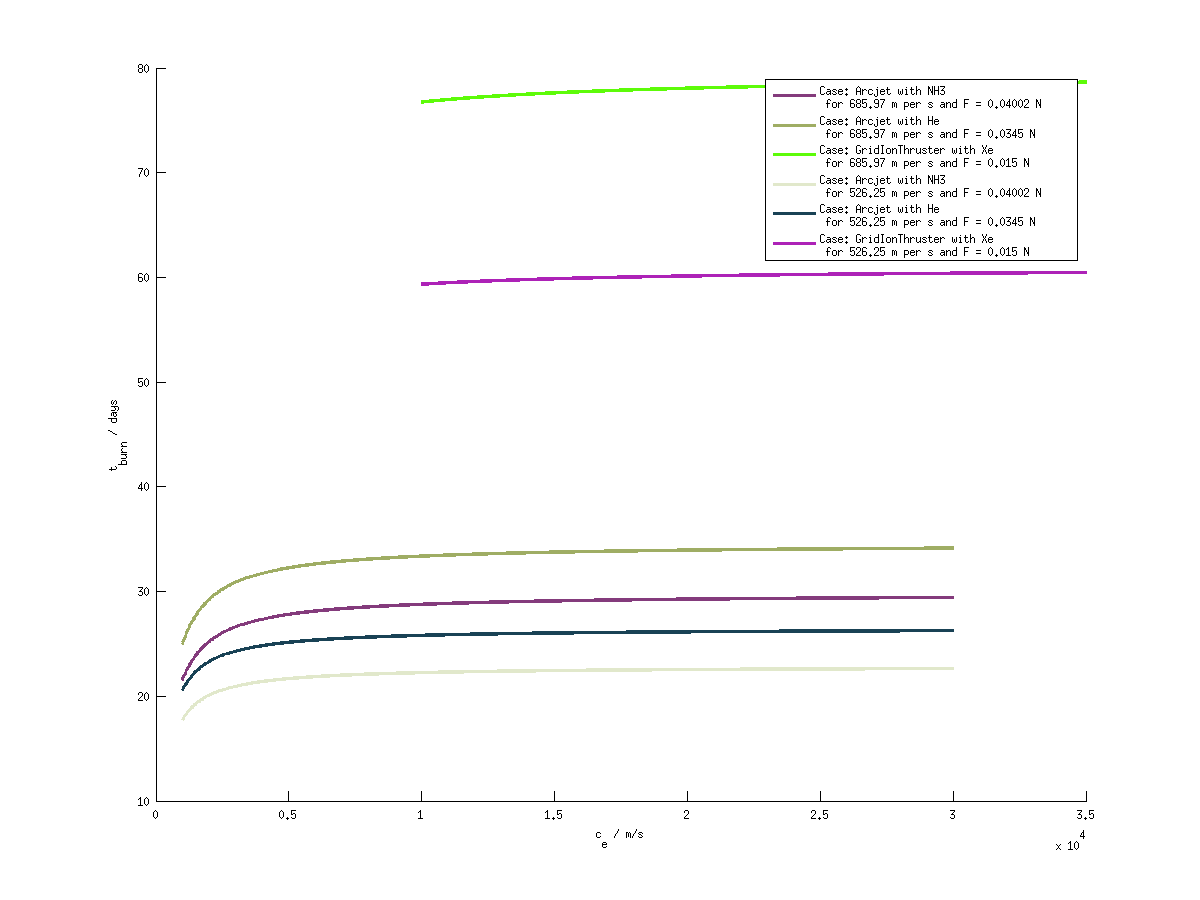 80
70
60
50
40
30
20
10
t burn / days
Case: Arcjet with NH3
for 685.97 m per s and F = 0.04002 N
Case: Arcjet with He
for 685.97 m per s and F = 0.0345 N
Case: GridIonThruster with Xe
for 685.97 m per s and F = 0.015 N
Case: Arcjet with NH3
for 526.25 m per s and F = 0.04002 N
Case: Arcjet with He
for 526.25 m per s and F = 0.0345 N
Case: GridIonThruster with Xe
for 526.25 m per s and F = 0.015 N
0 0.5 1 1.5 2 2.5 3 3.5
c e / m/s
x 10 4